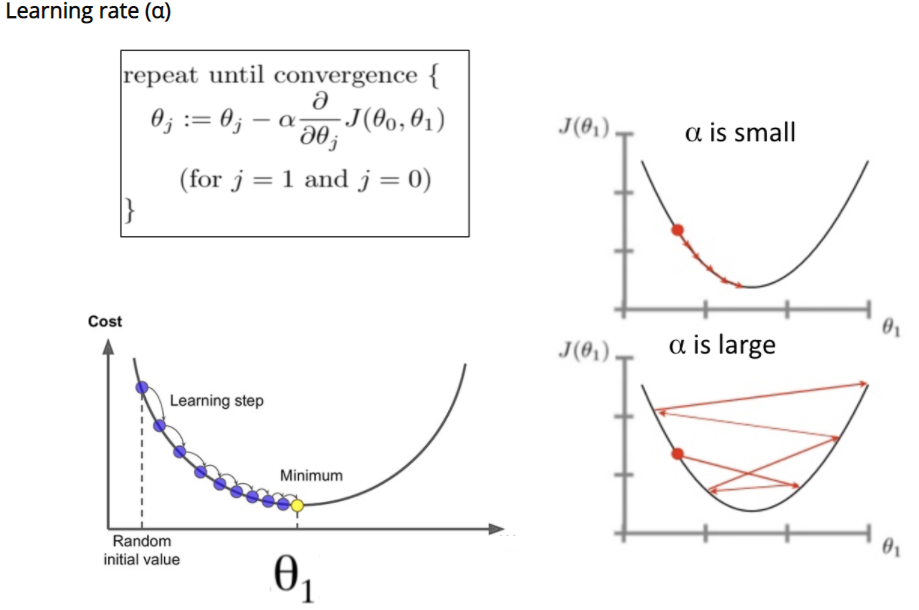 Learning rate (α)
repeat until convergence {
θj := θj − α ∂/∂θj J(θ0, θ1)
(for j = 1 and j = 0)
}
J(θ1)
α is small
θ1
Cost
Learning step
Minimum
Random
initial value
θ1
J(θ1)
α is large
θ1